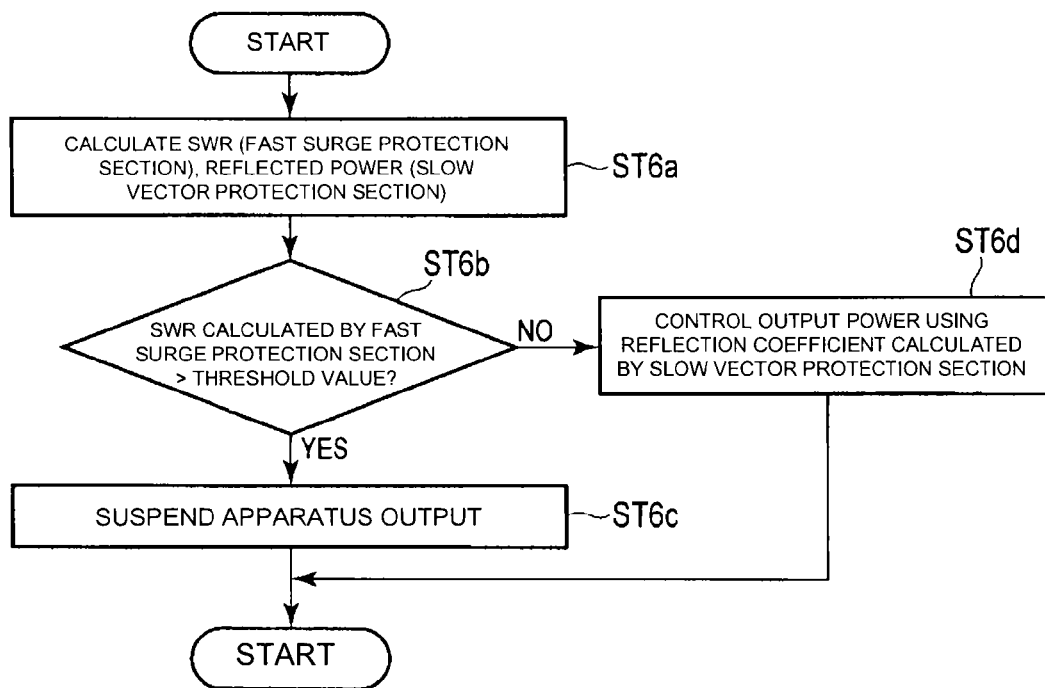 START
CALCULATE SWR (FAST SURGE PROTECTION
SECTION), REFLECTED POWER (SLOW
VECTOR PROTECTION SECTION)
ST6a
ST6b
SWR CALCULATED BY FAST
SURGE PROTECTION SECTION
> THRESHOLD VALUE?
NO
ST6d
CONTROL OUTPUT POWER USING
REFLECTION COEFFICIENT CALCULATED
BY SLOW VECTOR PROTECTION SECTION
YES
SUSPEND APPARATUS OUTPUT
ST6c
START